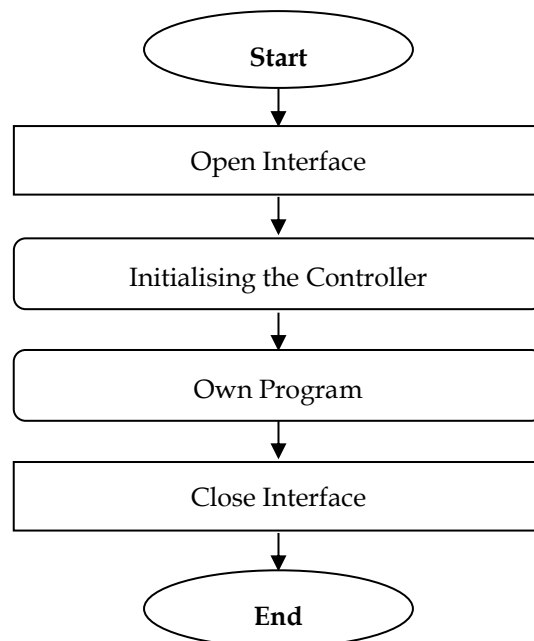 Start
Open Interface
Initialising the Controller
Own Program
Close Interface
End